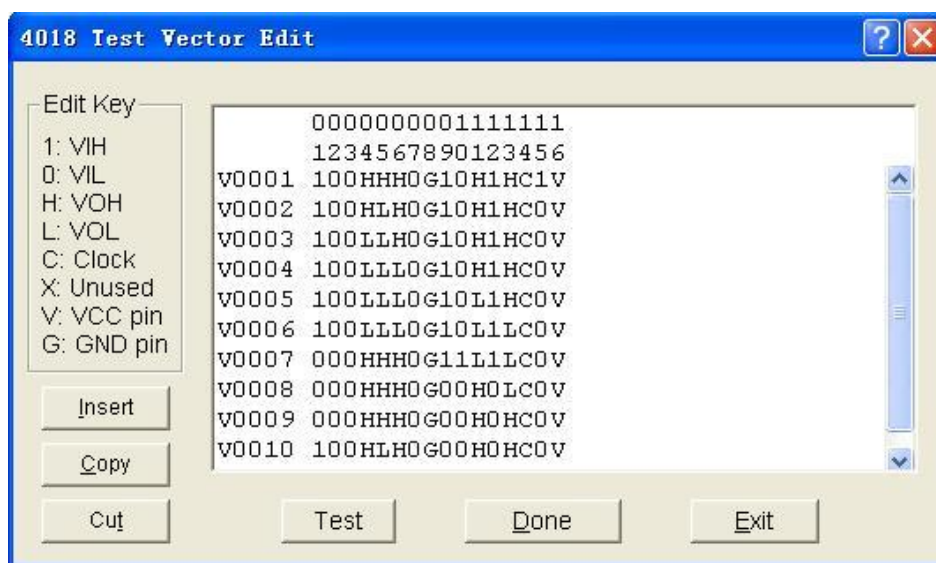 4018 Test Vector Edit
Edit Key
1: VIH
0: VIL
H: VOH
L: VOL
C: Clock
X: Unused
V: VCC pin
G: GND pin
0000000001111111
1234567890123456
V0001 100HHH0G10H1HC1V
V0002 100HLH0G10H1HC0V
V0003 100LLH0G10H1HC0V
V0004 100LLL0G10H1HC0V
V0005 100LLL0G10L1HC0V
V0006 100LLL0G10L1LC0V
V0007 000HHH0G11L1LC0V
V0008 000HHH0G00H0LC0V
V0009 000HHH0G00H0HC0V
V0010 100HLH0G00H0HC0V
Insert
Copy
Cut
Test
Done
Exit